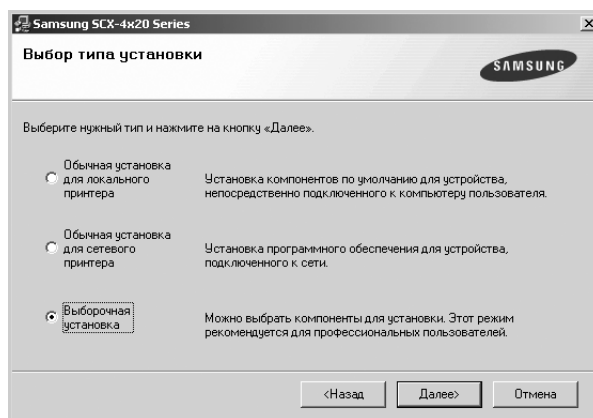 Samsung SCX-4x20 Series
Выбор типа установки
SAMSUNG
Выберите нужный тип и нажмите на кнопку «Далее».
Обычная установка
для локального
принтера
Установка компонентов по умолчанию для устройства,
непосредственно подключенного к компьютеру пользователя.
Обычная установка
для сетевого
принтера
Установка программного обеспечения для устройства,
подключенного к сети.
Выборочная
установка
Можно выбрать компоненты для установки. Этот режим
рекомендуется для профессиональных пользователей.
<Назад
Далее>
Отмена